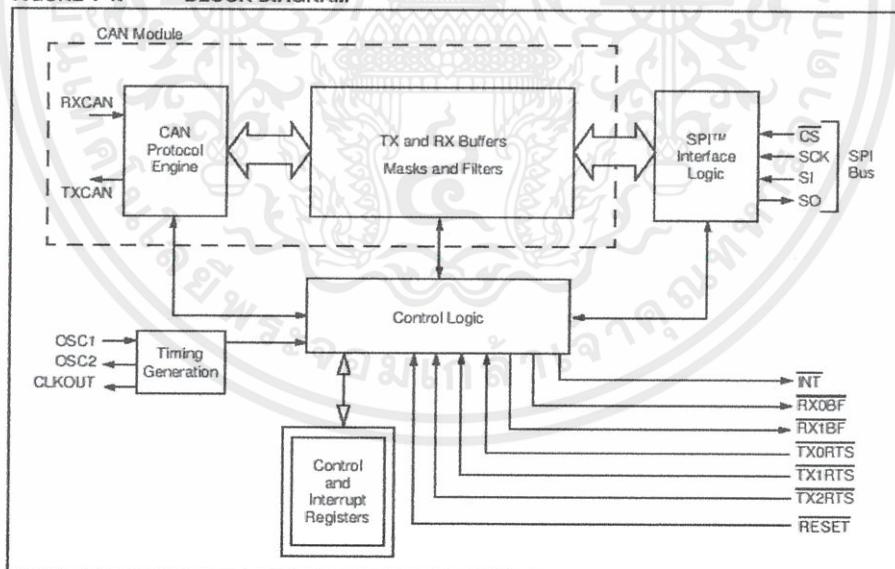 CAN Module
RXCAN
TXCAN
CAN
Protocol
Engine
TX and RX Buffers
Masks and Filters
SPI™
Interface
Logic
CS
SCK
SI
SO
SPI
Bus
Control Logic
OSC1
OSC2
CLKOUT
Timing
Generation
INT
RX0BF
RX1BF
TX0RTS
TX1RTS
TX2RTS
RESET
Control
and
Interrupt
Registers